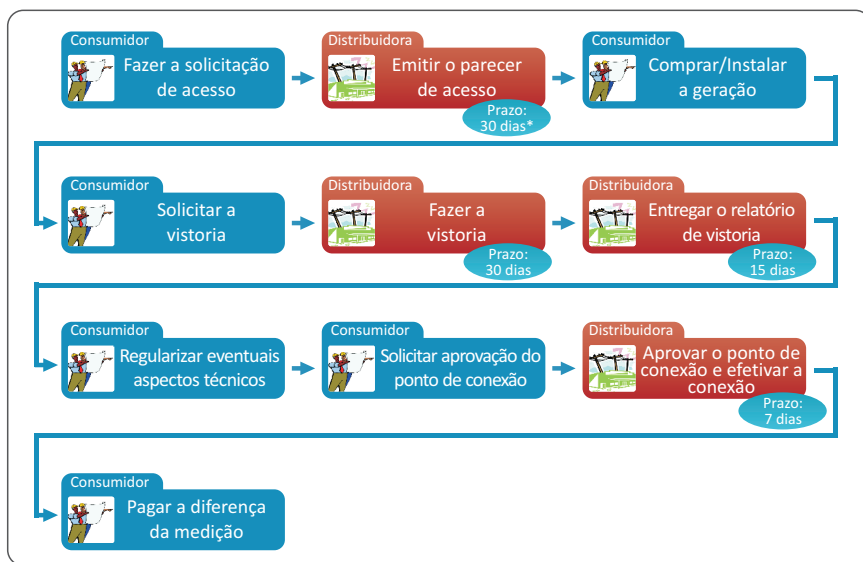 Consumidor
Fazer a solicitação
de acesso
Distribuidora
Emitir o parecer
de acesso
Prazo:
30 dias*
Consumidor
Comprar/Instalar
a geração
Consumidor
Solicitar a
vistoria
Distribuidora
Fazer a
vistoria
Prazo:
30 dias
Distribuidora
Entregar o relatório
de vistoria
Prazo:
15 dias
Consumidor
Regularizar eventuais
aspectos técnicos
Consumidor
Solicitar aprovação do
ponto de conexão
Distribuidora
Aprovar o ponto de
conexão e efetivar a
conexão
Prazo:
7 dias
Consumidor
Pagar a diferença
da medição